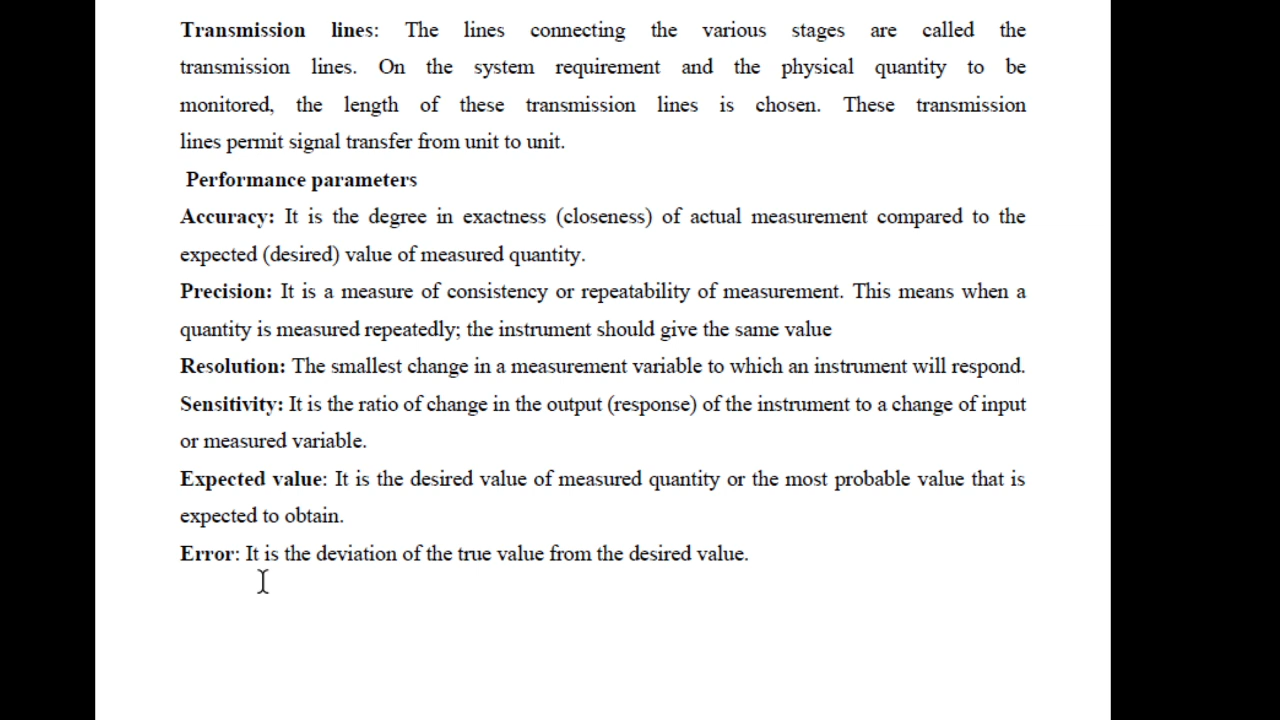 Transmission lines: The lines connecting the various stages are called the
transmission lines. On the system requirement and the physical quantity to be
monitored, the length of these transmission lines is chosen. These transmission
lines permit signal transfer from unit to unit.
Performance parameters
Accuracy: It is the degree in exactness (closeness) of actual measurement compared to the
expected (desired) value of measured quantity.
Precision: It is a measure of consistency or repeatability of measurement. This means when a
quantity is measured repeatedly; the instrument should give the same value
Resolution: The smallest change in a measurement variable to which an instrument will respond.
Sensitivity: It is the ratio of change in the output (response) of the instrument to a change of input
or measured variable.
Expected value: It is the desired value of measured quantity or the most probable value that is
expected to obtain.
Error: It is the deviation of the true value from the desired value.